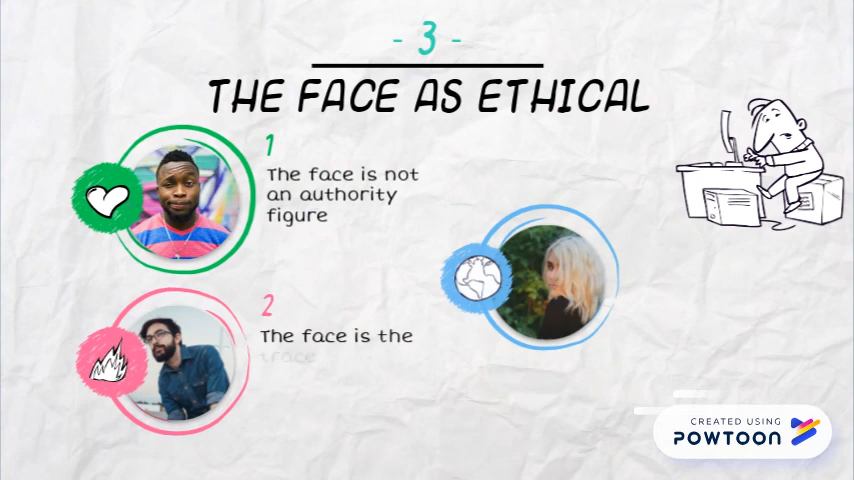 - 3 -
THE FACE AS ETHICAL
1
The face is not
an authority
figure
2
The face is the
trace
CREATED USING
POWTOON